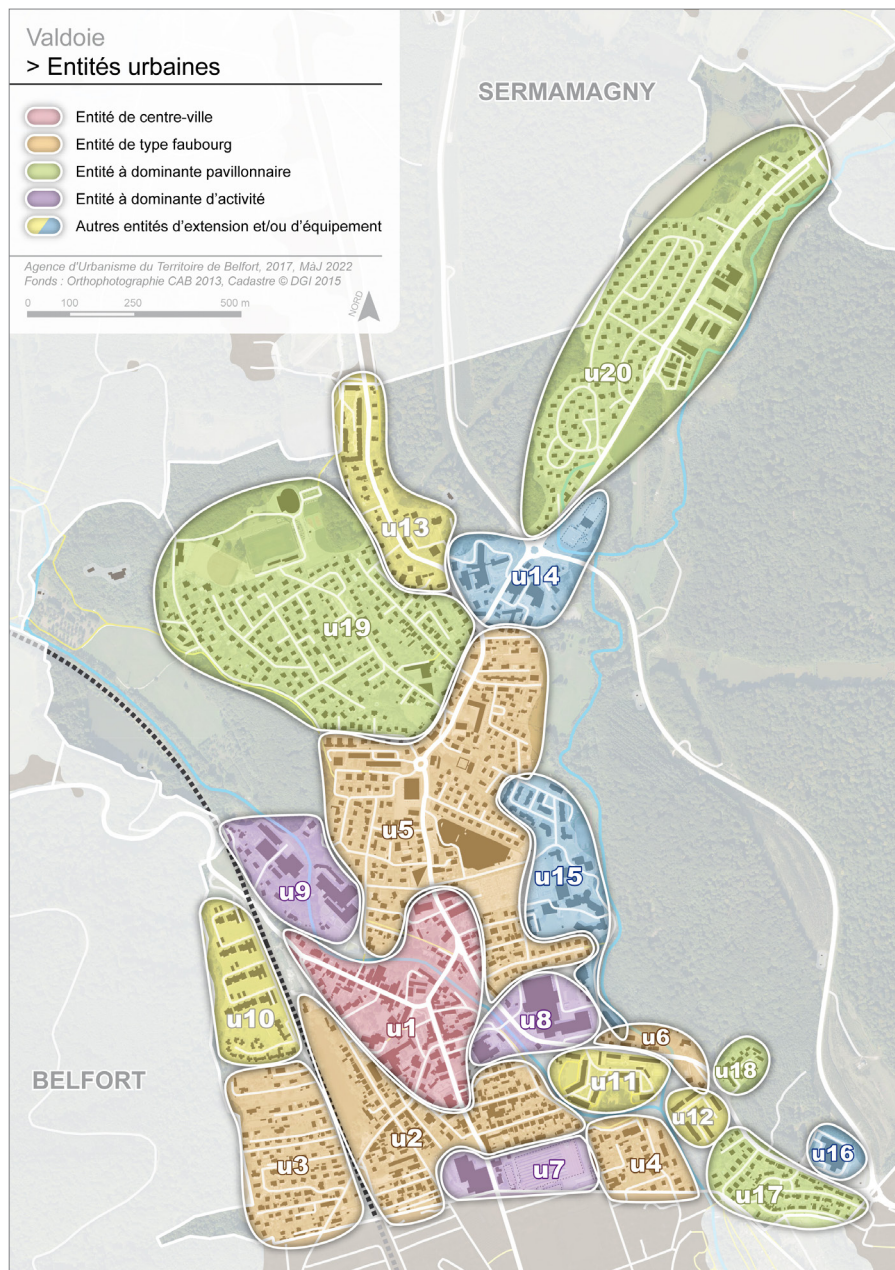 Valdoie
> Entités urbaines
Entité de centre-ville
Entité de type faubourg
Entité à dominante pavillonnaire
Entité à dominante d'activité
Autres entités d'extension et/ou d'équipement
Agence d'Urbanisme du Territoire de Belfort, 2017, MàJ 2022
Fonds : Orthophotographie CAB 2013, Cadastre © DGI 2015
0 100 250 500 m
NORD
SERMAMAGNY
u20
u13
u14
u19
u5
u15
u9
u10
u1
u8
u6
u18
u11
u12
BELFORT
u2
u3
u7
u4
u16
u17